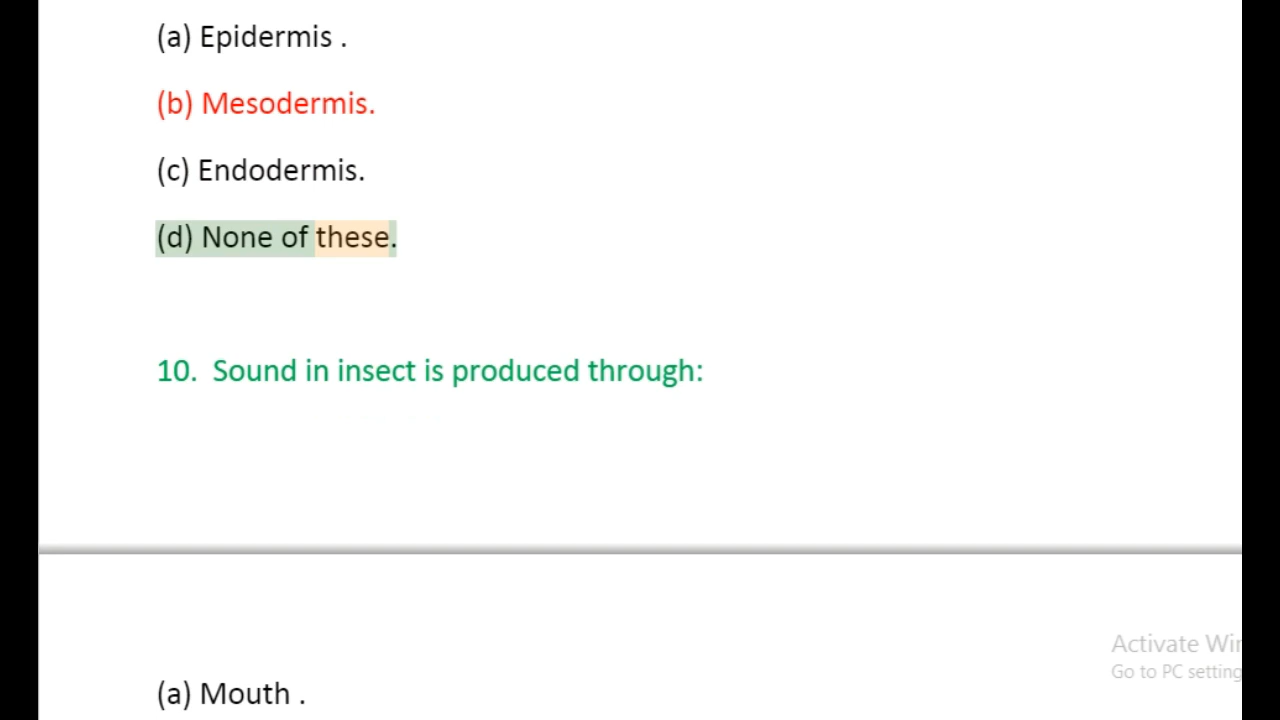 (a) Epidermis .
(b) Mesodermis.
(c) Endodermis.
(d) None of these.
10. Sound in insect is produced through:
Activate Wir
Go to PC setting
(a) Mouth .